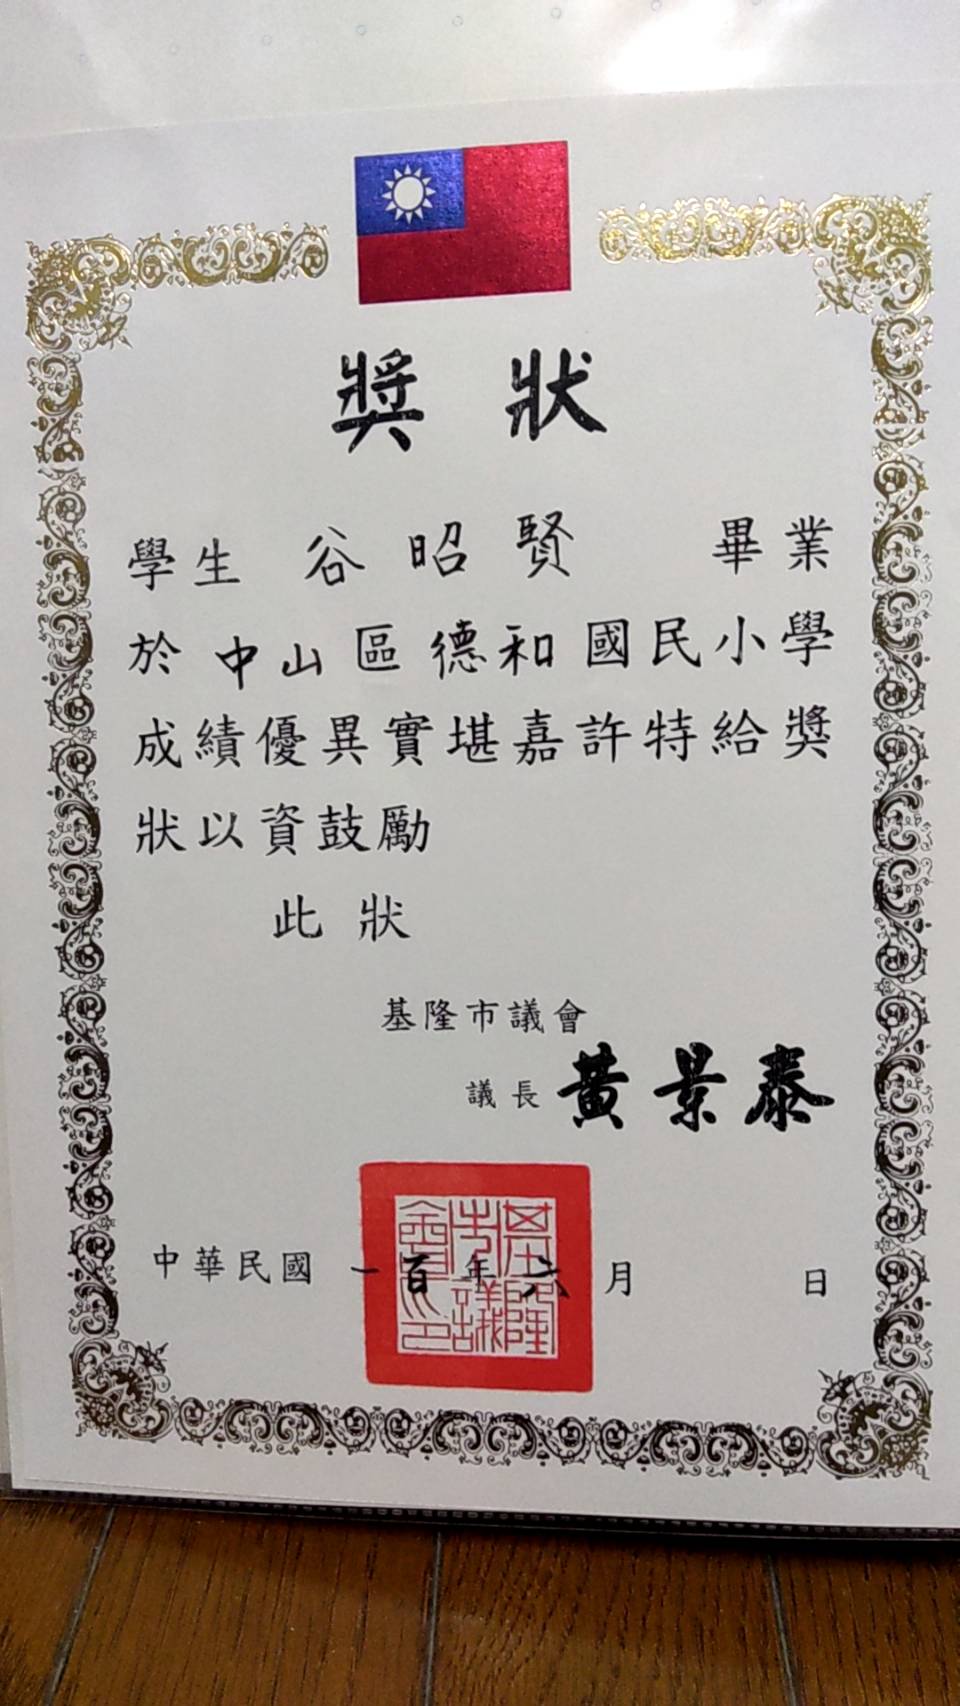 獎狀
學生 谷昭賢 畢業
於中山區德和國民小學
成績優異實堪嘉許特給獎
狀以資鼓勵
此狀
基隆市議會
議長 黃景泰
中華民國一百年六月 日
基隆市議會印